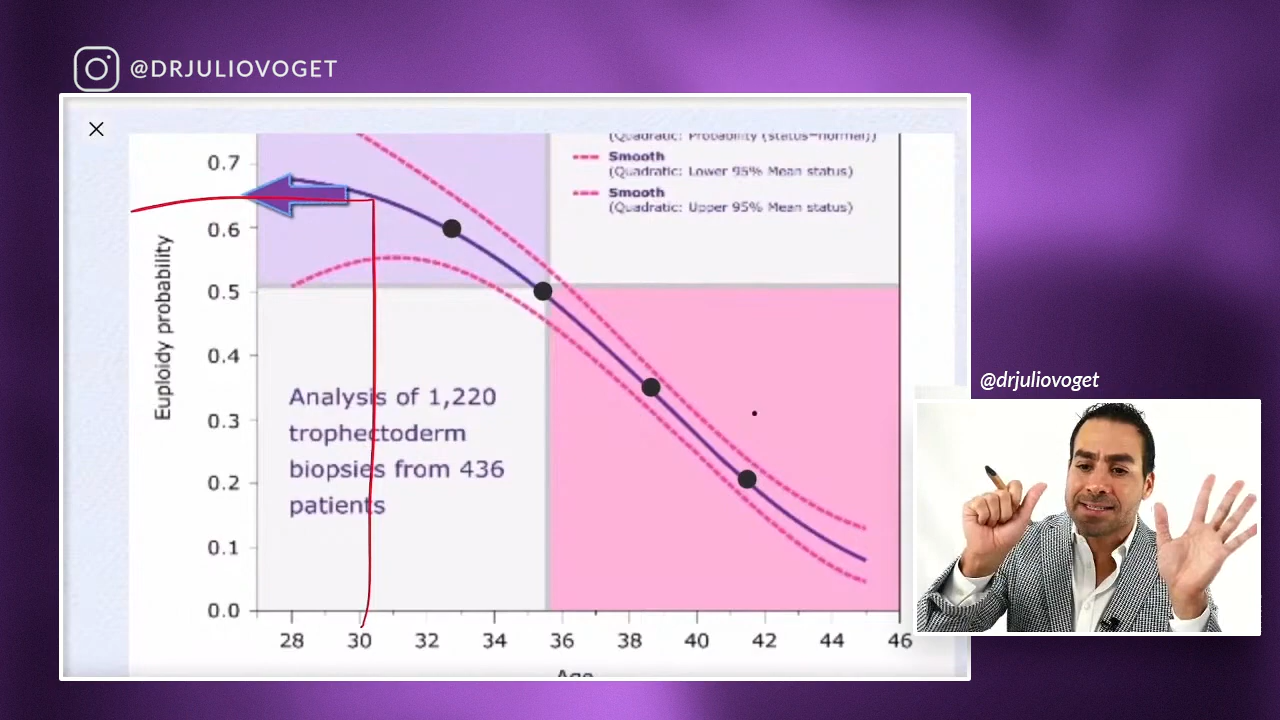 @DRJULIOVOGET
(Quadratic: Probability (status=normal))
0.7
Smooth
(Quadratic: Lower 95% Mean status)
Smooth
(Quadratic: Upper 95% Mean status)
0.6
Euploidy probability
0.5
0.4
Analysis of 1,220
trophectoderm
biopsies from 436
patients
0.3
0.2
0.1
0.0
28 30 32 34 36 38 40 42 44 46
Age
@drjuliovoget